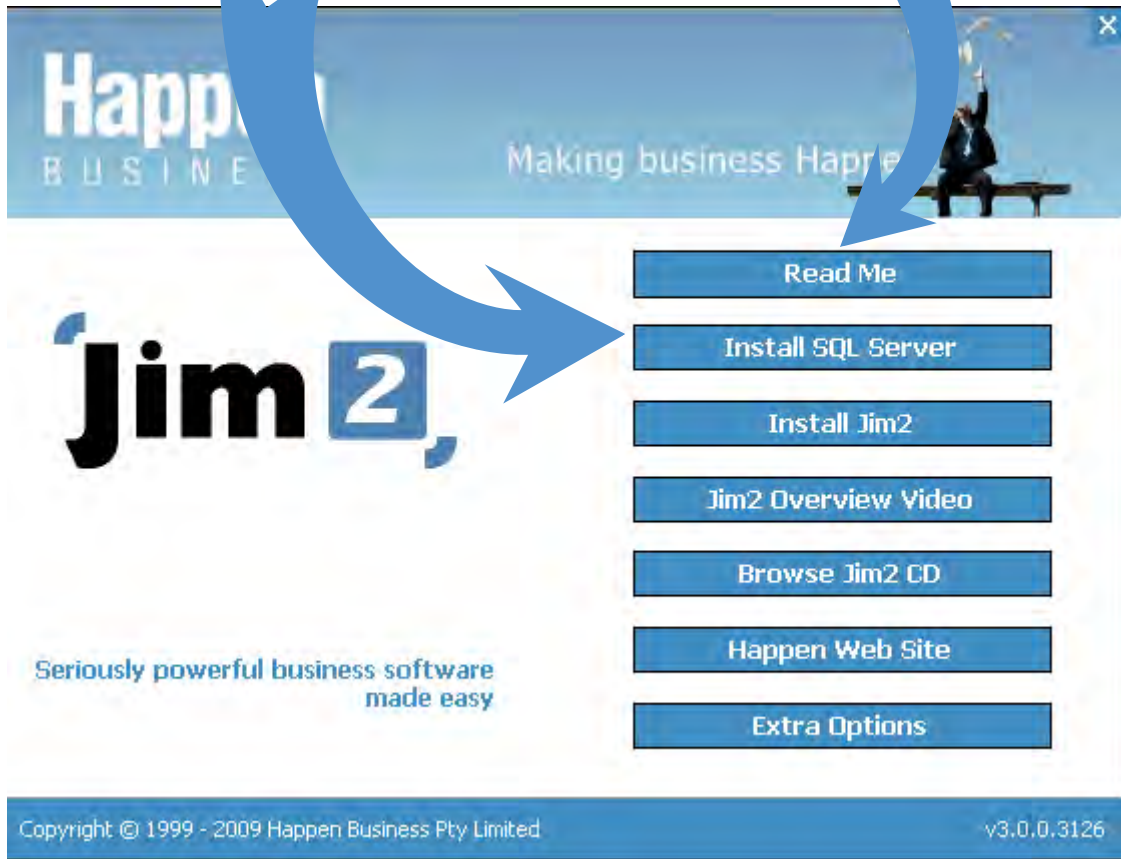 Making business
Jim 2
Read Me
Install SQL Server
Install Jim2
Jim2 Overview Video
Browse Jim2 CD
Happen Web Site
Extra Options
Seriously powerful business software
made easy
Copyright © 1999 - 2009 Happen Business Pty Limited
v3.0.0.3126